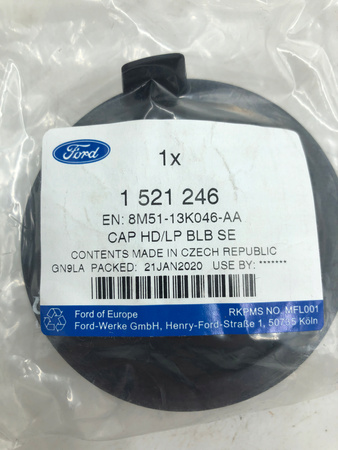 Ford
1x
1 521 246
EN: 8M51-13K046-AA
CAP HD/LP BLB SE
CONTENTS MADE IN CZECH REPUBLIC
GN9LA PACKED: 21JAN2020 USE BY: *******
Ford of Europe
RKPMS NO. MFL001
Ford-Werke GmbH, Henry-Ford-Straße 1, 50735 Köln